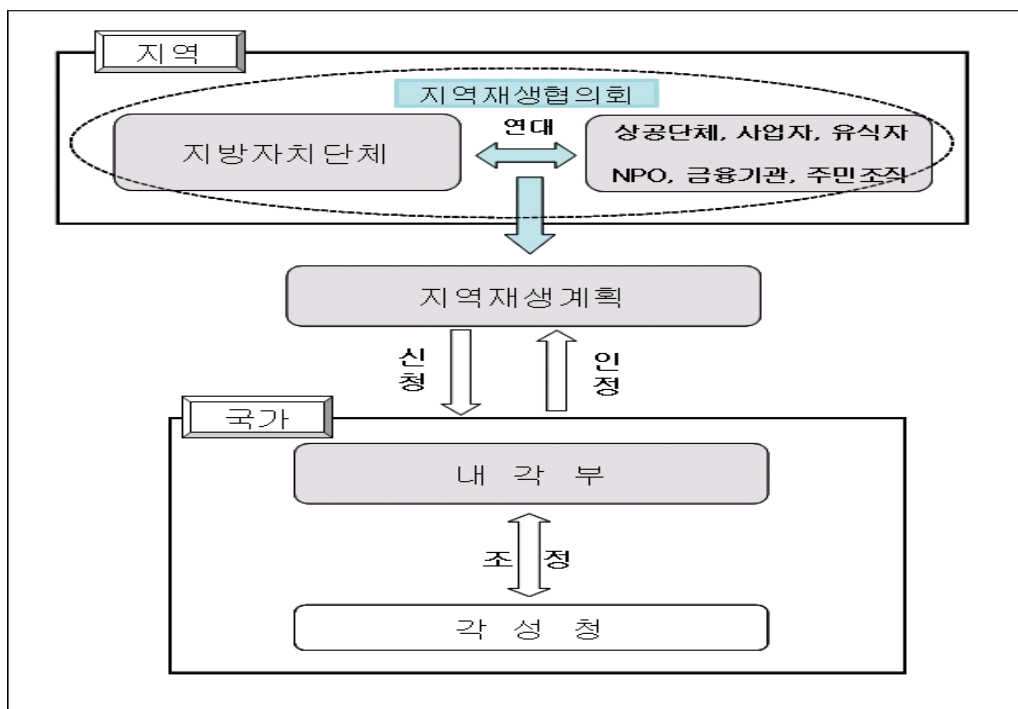 지역
지역재생협의회
연대
지방자치단체
상공단체, 사업자, 유식자
NPO, 금융기관, 주민조직
지역재생계획
신청
인정
국가
내 각 부
조 정
각 성 청